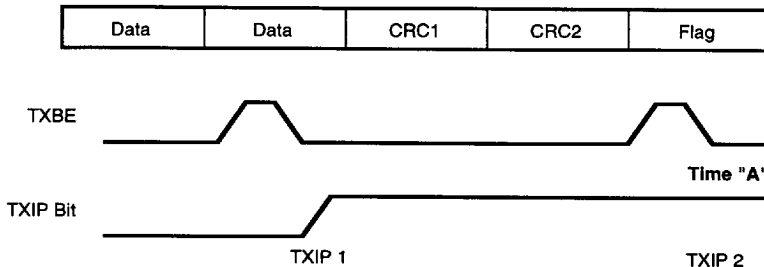 Data Data CRC1 CRC2 Flag
TXBE
Time "A"
TXIP Bit
TXIP 1 TXIP 2